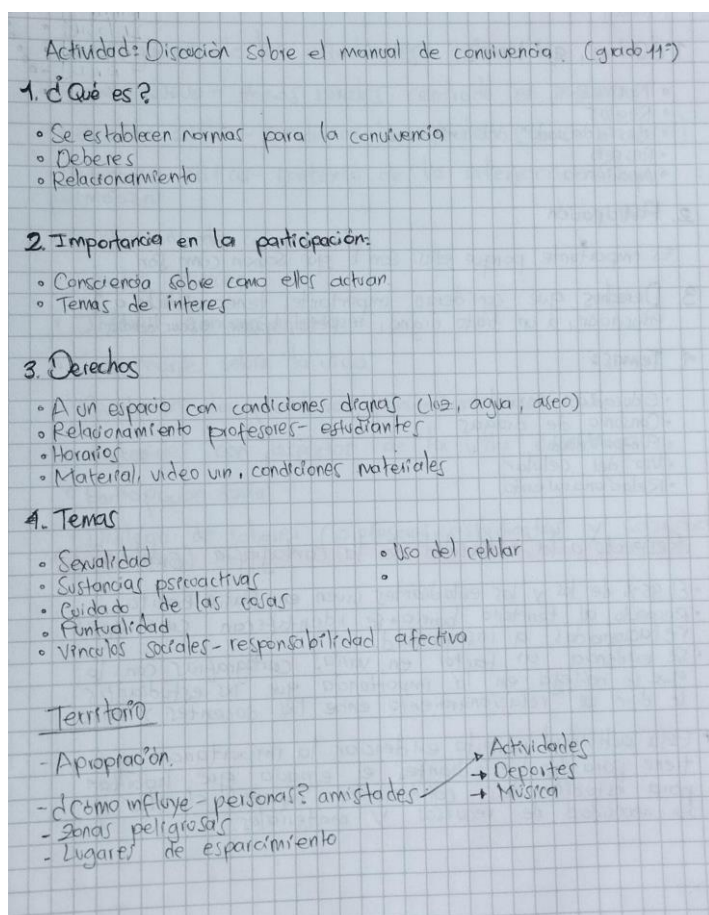 Actividad: Discución sobre el manual de convivencia. (grado 11º)
1. ¿Qué es?
• Se establecen normas para la convivencia
• Deberes
• Relacionamiento
2. Importancia en la participación:
• Consciencia sobre como ellos actuan
• Temas de interes
3. Derechos
• A un espacio con condiciones dignas (luz, agua, aseo)
• Relacionamiento profesores - estudiantes
• Horarios
• Material, video vin, condiciones materiales
4. Temas
• Sexualidad
• Uso del celular
• Sustancias psicoactivas
•
• Cuidado de las cosas
• Puntualidad
• Vinculos sociales - responsabilidad afectiva
Territorio
- Apropiación.
- ¿Cómo influye - personas? amistades
→ Actividades
→ Deportes
→ Música
- Zonas peligrosas
- Lugares de esparcimiento